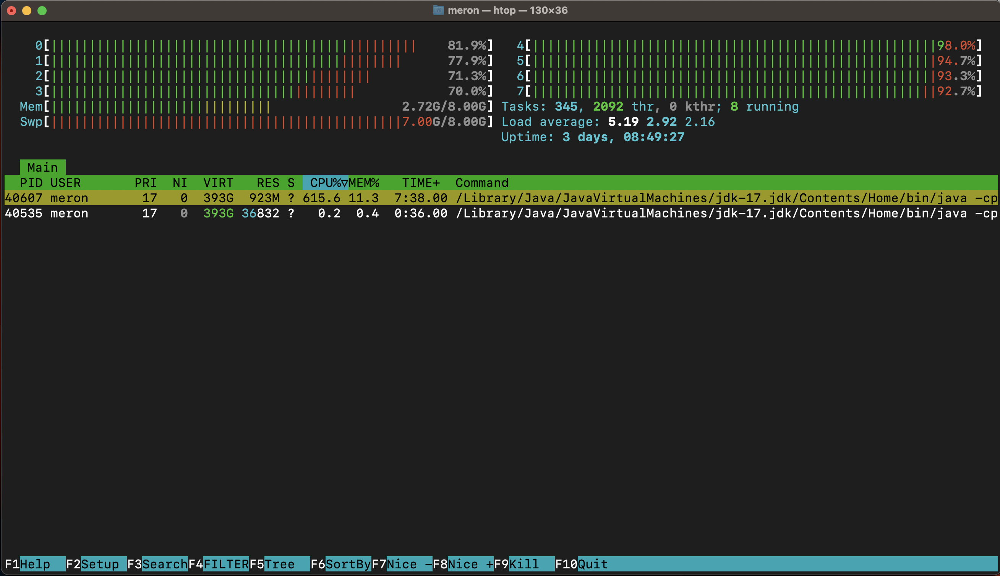 meron — htop — 130×36
0[||||||||||||||||||||||||||||||||||||||||||||||||    81.9%]   4[|||||||||||||||||||||||||||||||||||||||||||||||||||||98.0%]
1[||||||||||||||||||||||||||||||||||||||||||||||      77.9%]   5[|||||||||||||||||||||||||||||||||||||||||||||||||||||94.7%]
2[||||||||||||||||||||||||||||||||||||||||||          71.3%]   6[|||||||||||||||||||||||||||||||||||||||||||||||||||||93.3%]
3[||||||||||||||||||||||||||||||||||||||||            70.0%]   7[|||||||||||||||||||||||||||||||||||||||||||||||||||||92.7%]
Mem[|||||||||||||||||||||||||||||                 2.72G/8.00G] Tasks: 345, 2092 thr, 0 kthr; 8 running
Swp[||||||||||||||||||||||||||||||||||||||||||||||7.00G/8.00G] Load average: 5.19 2.92 2.16
Uptime: 3 days, 08:49:27
Main
PID USER PRI NI VIRT RES S CPU%▽MEM% TIME+ Command
40607 meron 17 0 393G 923M ? 615.6 11.3 7:38.00 /Library/Java/JavaVirtualMachines/jdk-17.jdk/Contents/Home/bin/java -cp
40535 meron 17 0 393G 36832 ? 0.2 0.4 0:36.00 /Library/Java/JavaVirtualMachines/jdk-17.jdk/Contents/Home/bin/java -cp
F1Help F2Setup F3SearchF4FILTERF5Tree F6SortByF7Nice -F8Nice +F9Kill F10Quit